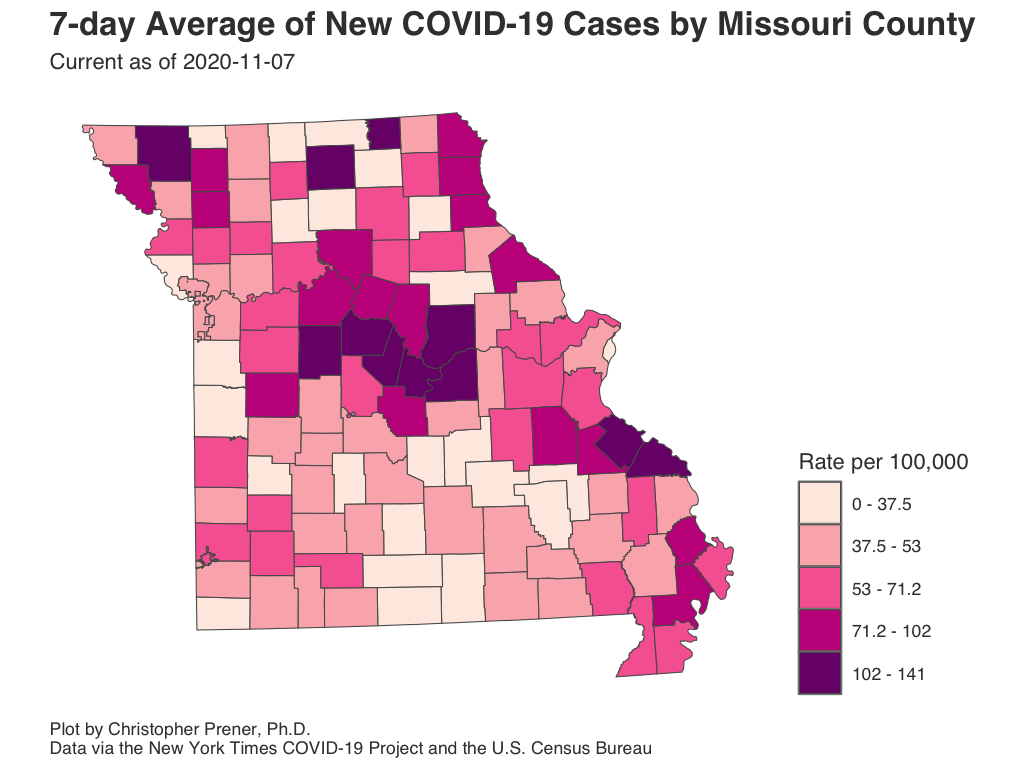 7-day Average of New COVID-19 Cases by Missouri County
Current as of 2020-11-07
Rate per 100,000
0 - 37.5
37.5 - 53
53 - 71.2
71.2 - 102
102 - 141
Plot by Christopher Prener, Ph.D.
Data via the New York Times COVID-19 Project and the U.S. Census Bureau